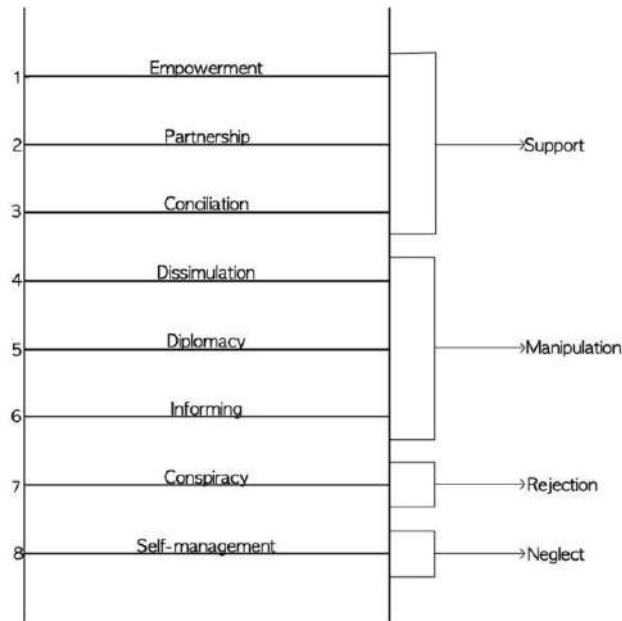 Empowerment
1
Partnership
2
Support
Conciliation
3
Dissimulation
4
Diplomacy
5
Manipulation
Informing
6
Conspiracy
7
Rejection
Self-management
8
Neglect